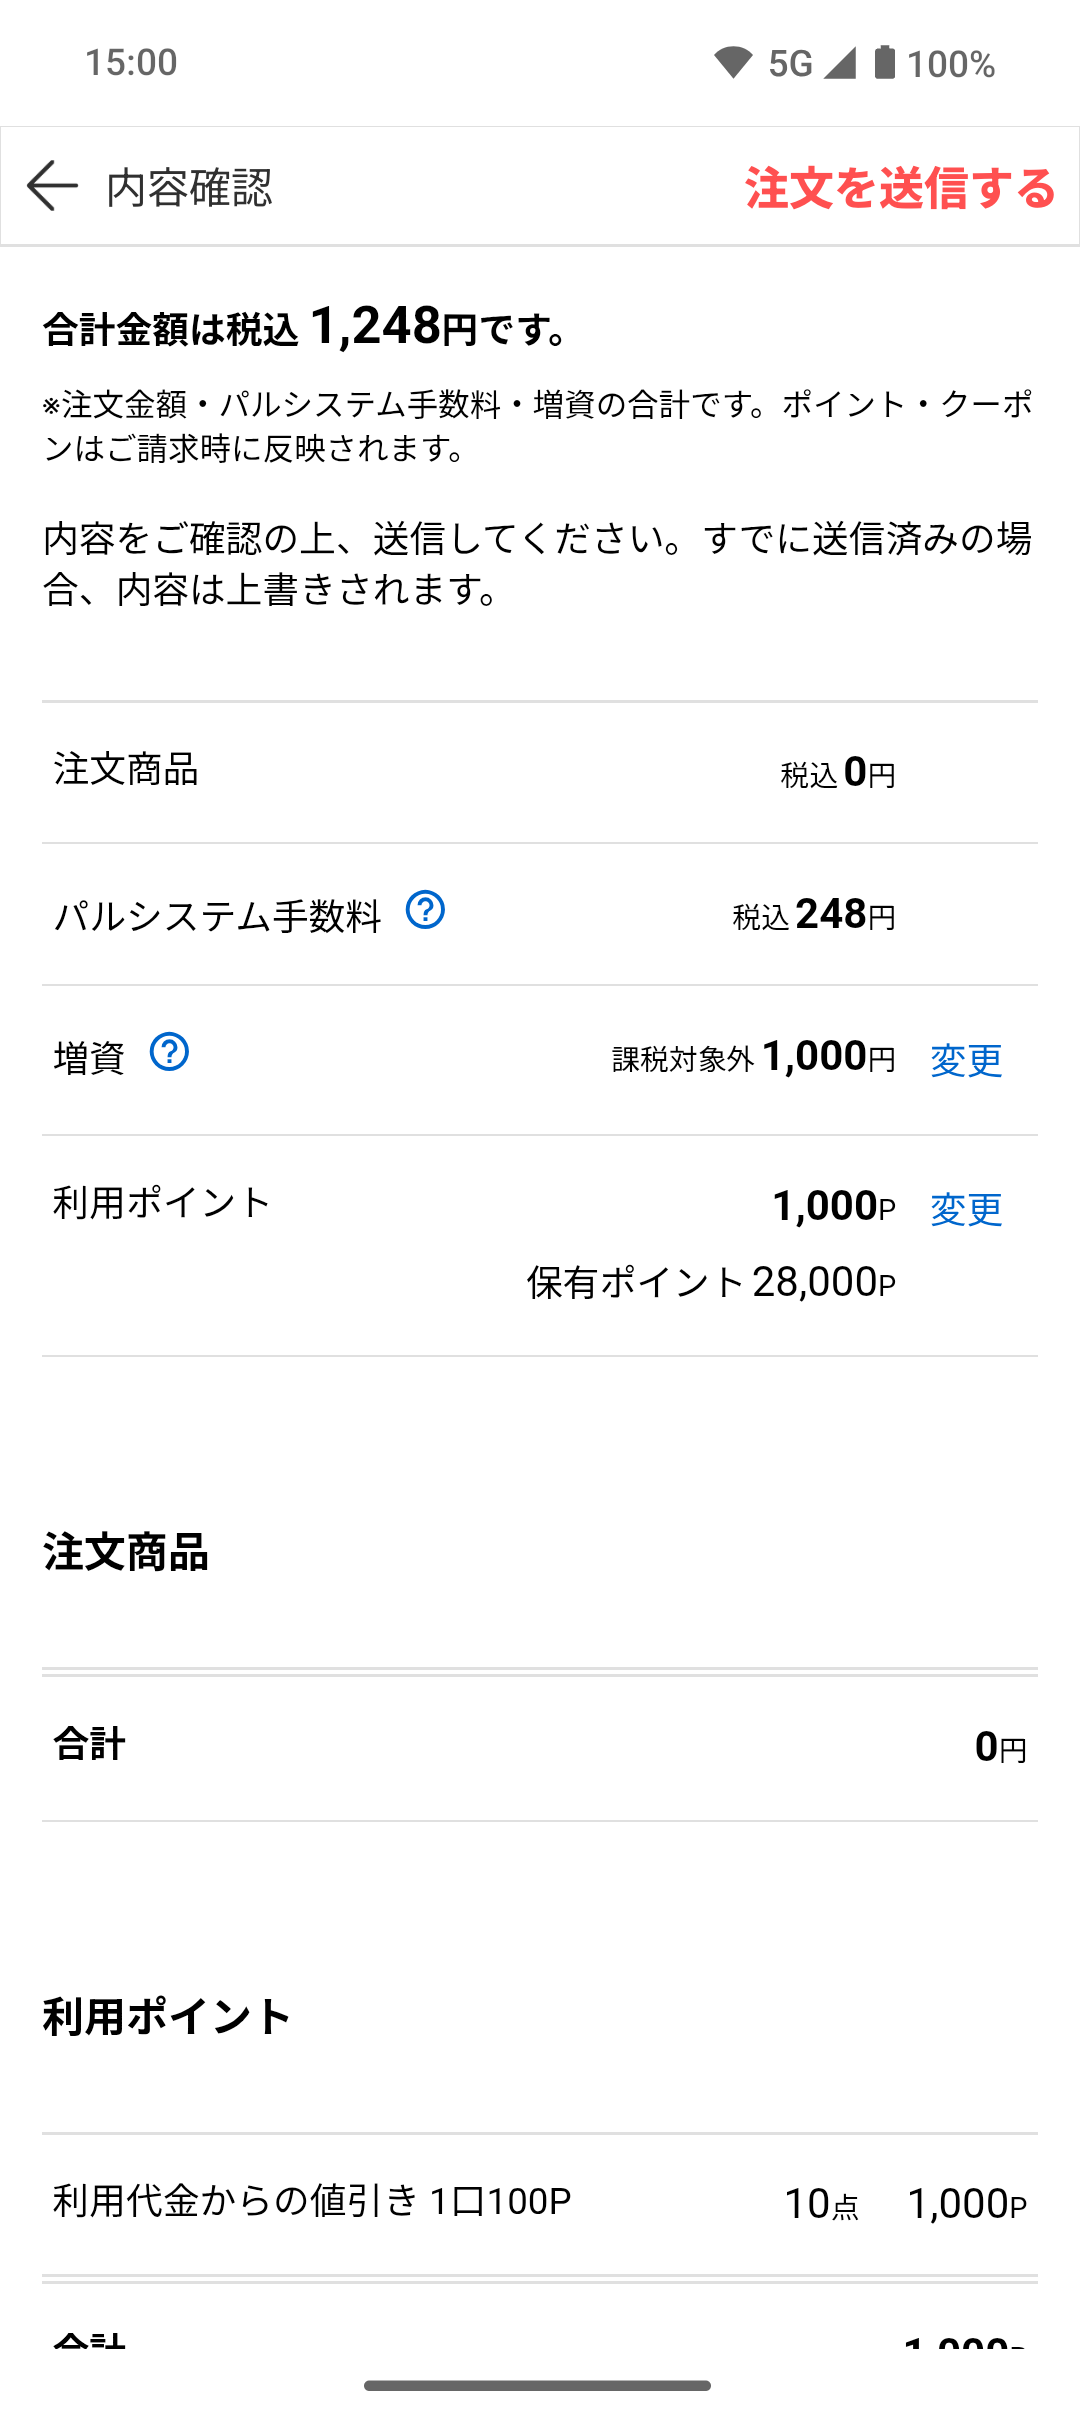 15:00
5G 100%
内容確認
注文を送信する
合計金額は税込 1,248円です。
※注文金額・パルシステム手数料・増資の合計です。ポイント・クーポ
ンはご請求時に反映されます。
内容をご確認の上、送信してください。すでに送信済みの場
合、内容は上書きされます。
注文商品 税込 0円
パルシステム手数料 税込 248円
増資 課税対象外 1,000円 変更
利用ポイント 1,000P 変更
保有ポイント 28,000P
注文商品
合計 0円
利用ポイント
利用代金からの値引き 1口100P 10点 1,000P
合計 1,000P